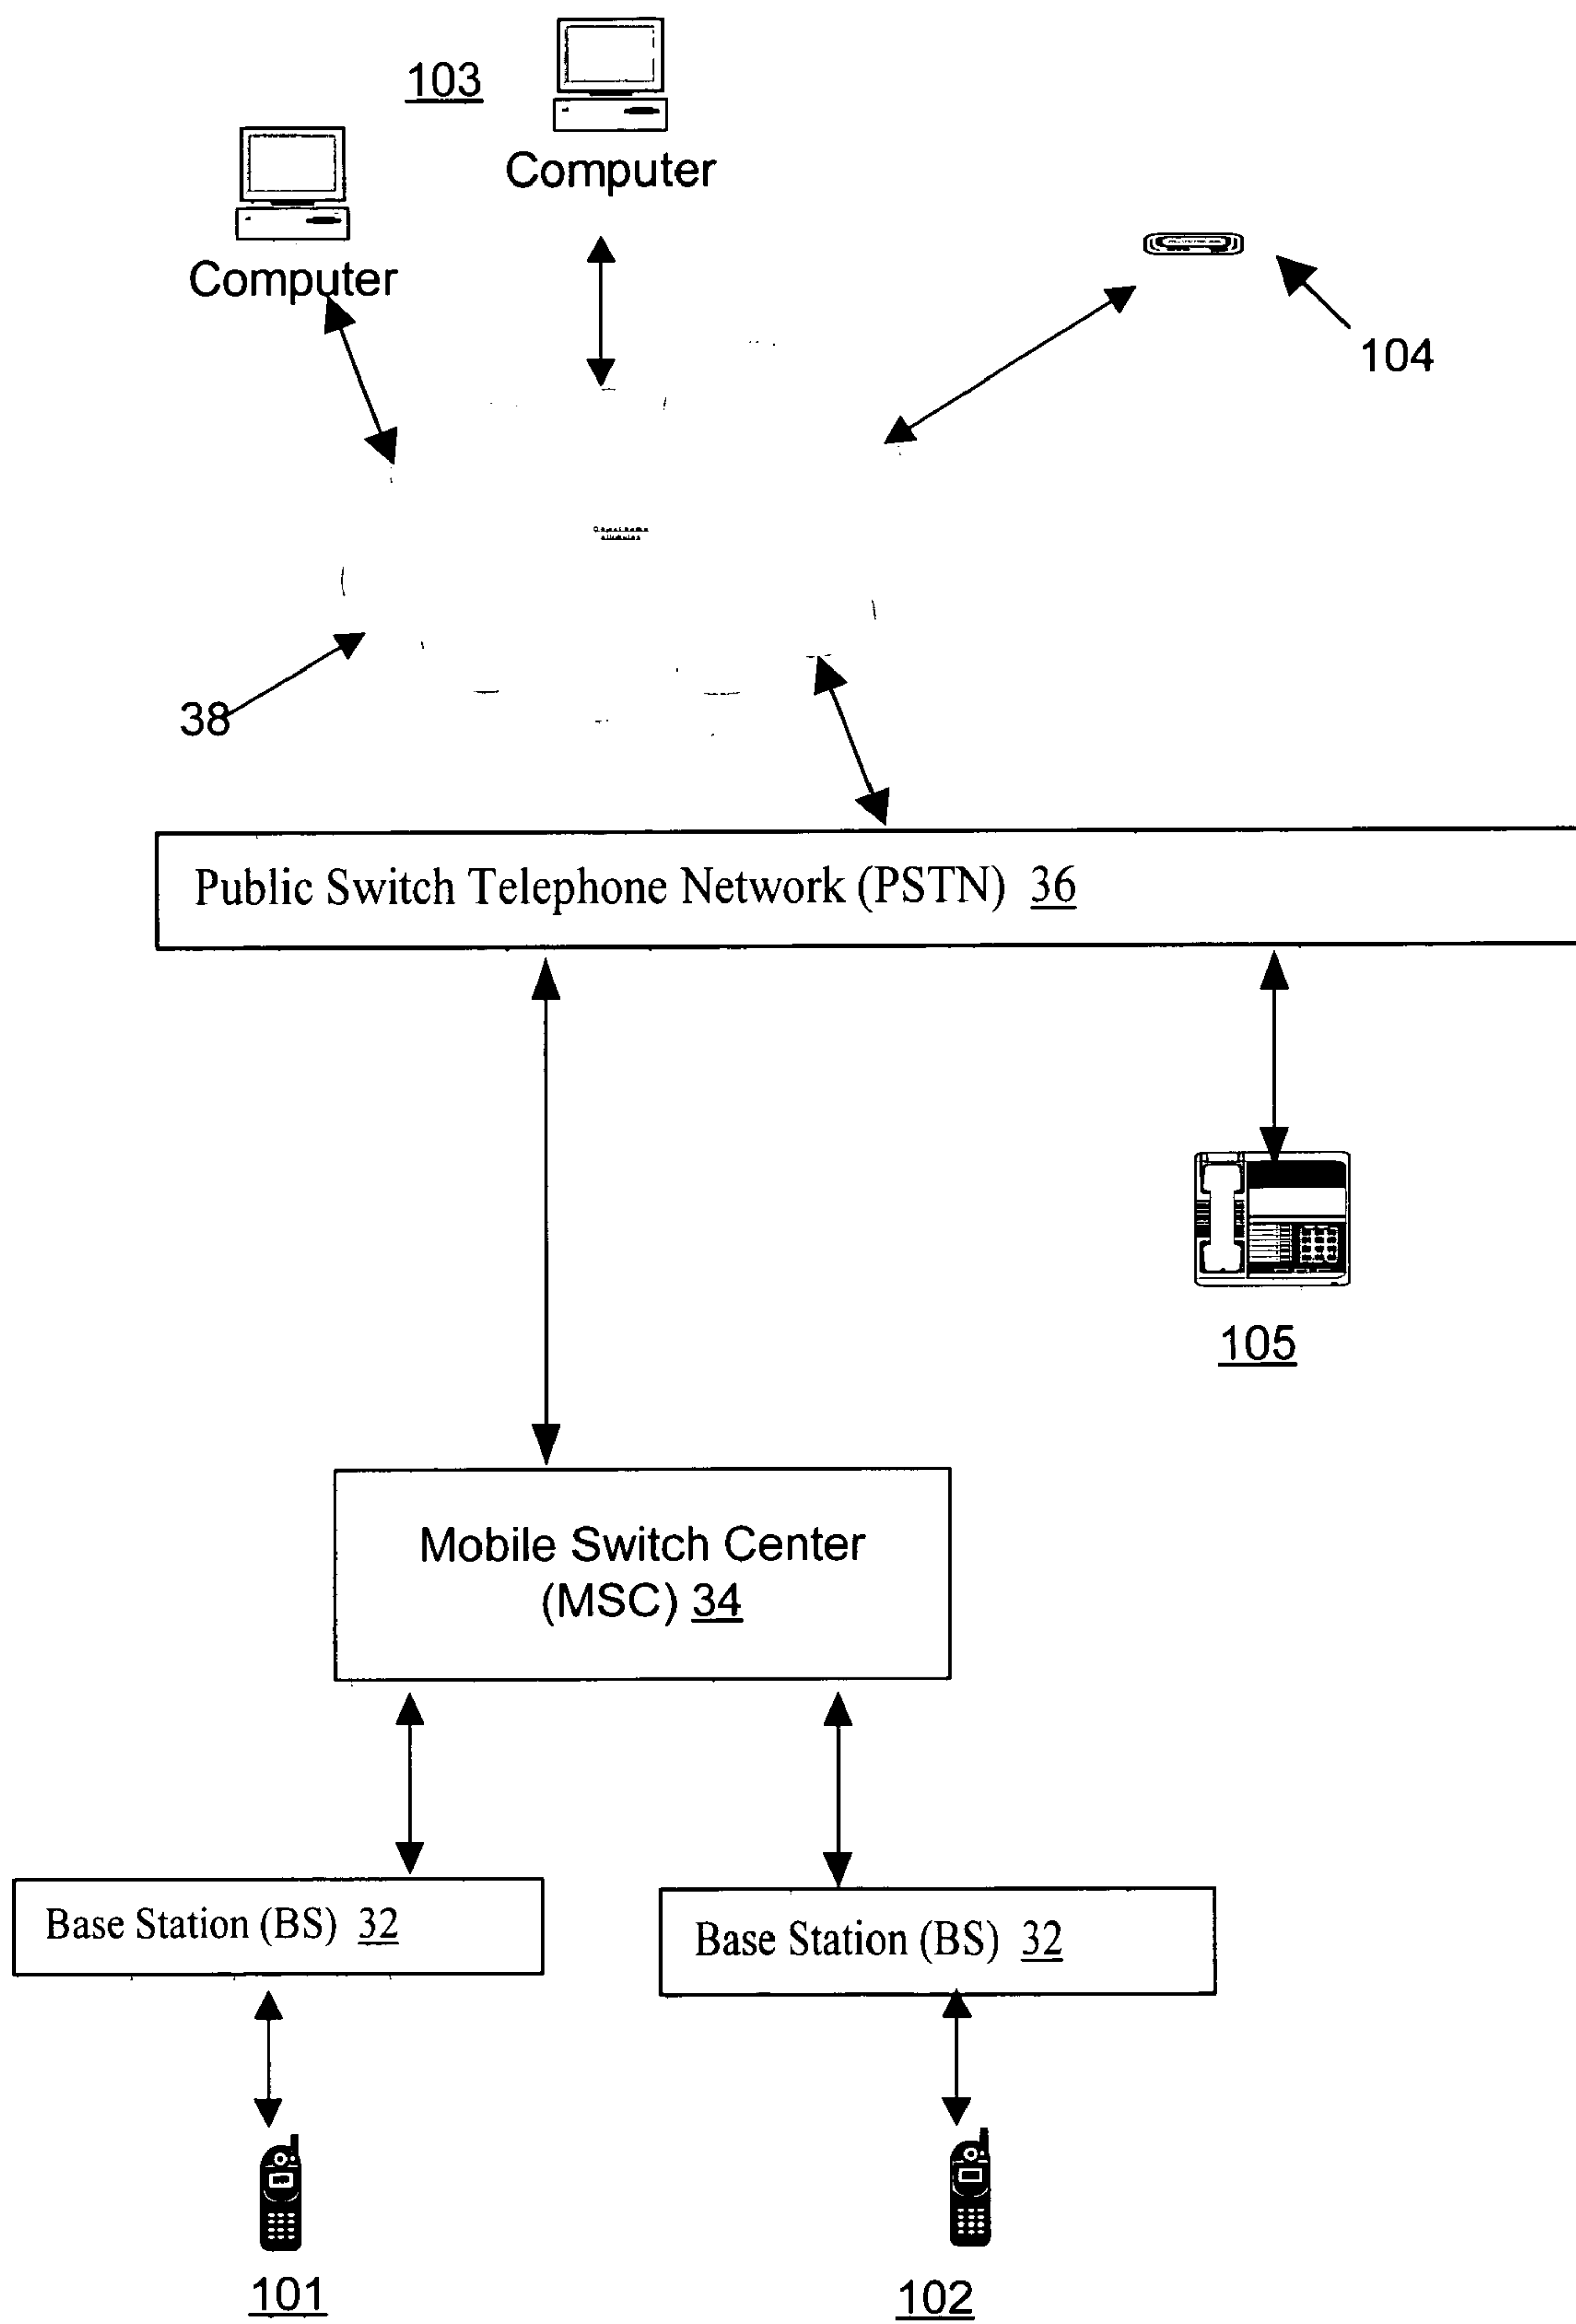 103
Computer
Computer
104
38
Public Switch Telephone Network (PSTN) 36
105
Mobile Switch Center
(MSC) 34
Base Station (BS) 32
Base Station (BS) 32
101
102